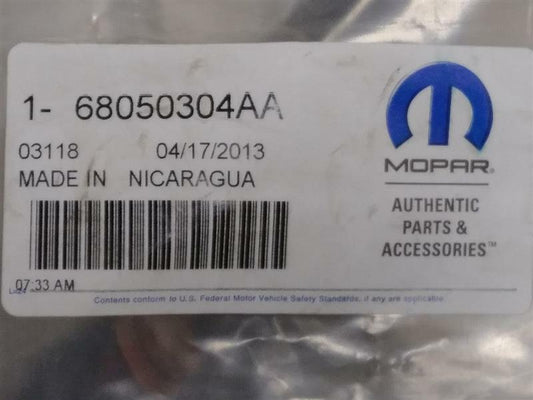 1- 68050304AA
03118 04/17/2013
MADE IN NICARAGUA
07:33 AM
MOPAR®
AUTHENTIC
PARTS &
ACCESSORIES™
Contents conform to U.S. Federal Motor Vehicle Safety Standards, if any are applicable.